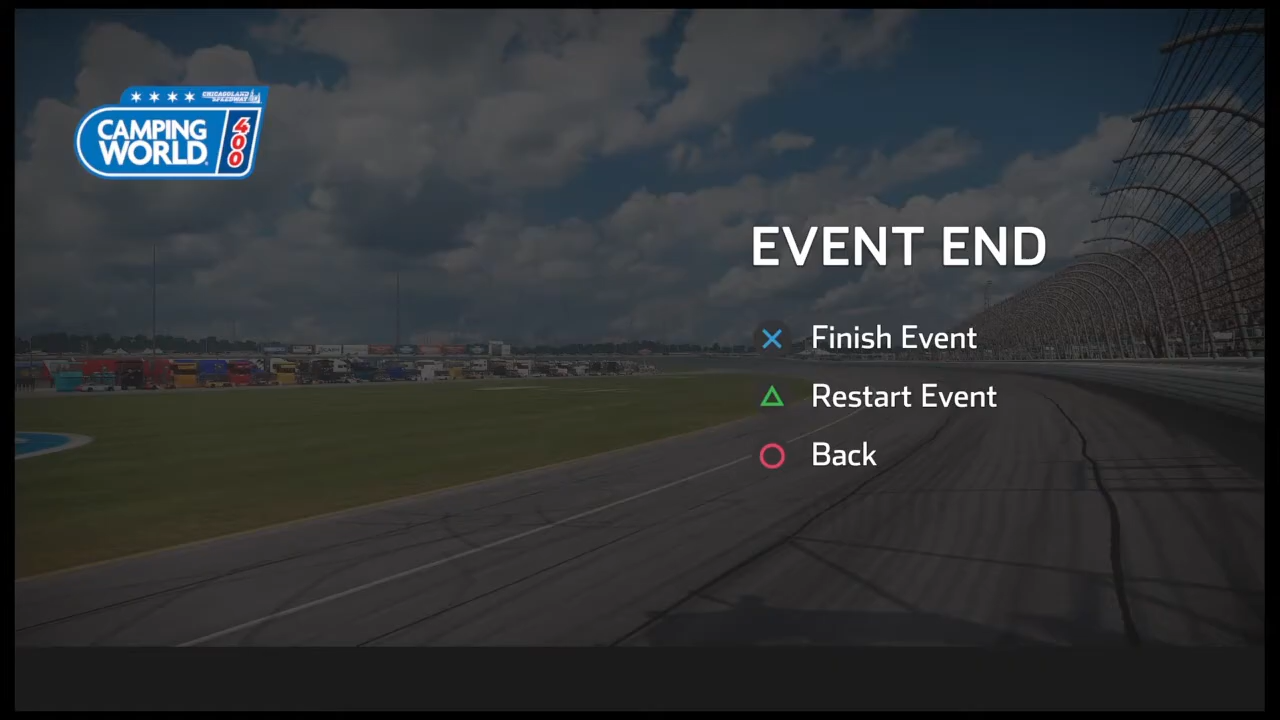 CHICAGOLAND
SPEEDWAY
CAMPING
WORLD
400
EVENT END
Finish Event
Restart Event
Back